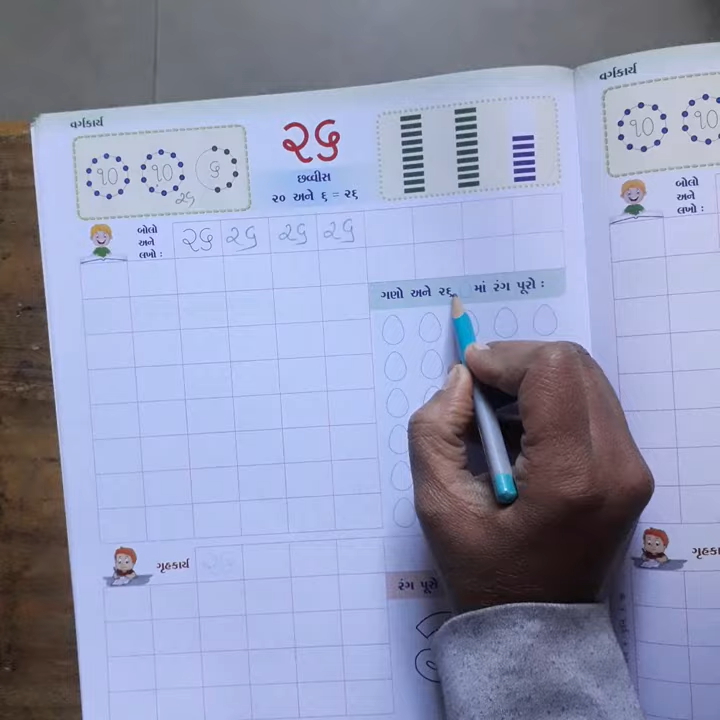 વર્ગકાર્ય
૧૦ ૧૦ ૬
૨૬
૨૬
છવ્વીસ
૨૦ અને ૬ = ૨૬
બોલો
અને
લખો :
૨૬ ૨૬ ૨૬ ૨૬
ગણો અને ૨૬ માં રંગ પૂરો :
ગૃહકાર્ય
રંગ પૂરો
વર્ગકાર્ય
૧૦ ૧૦
બોલો
અને
લખો :